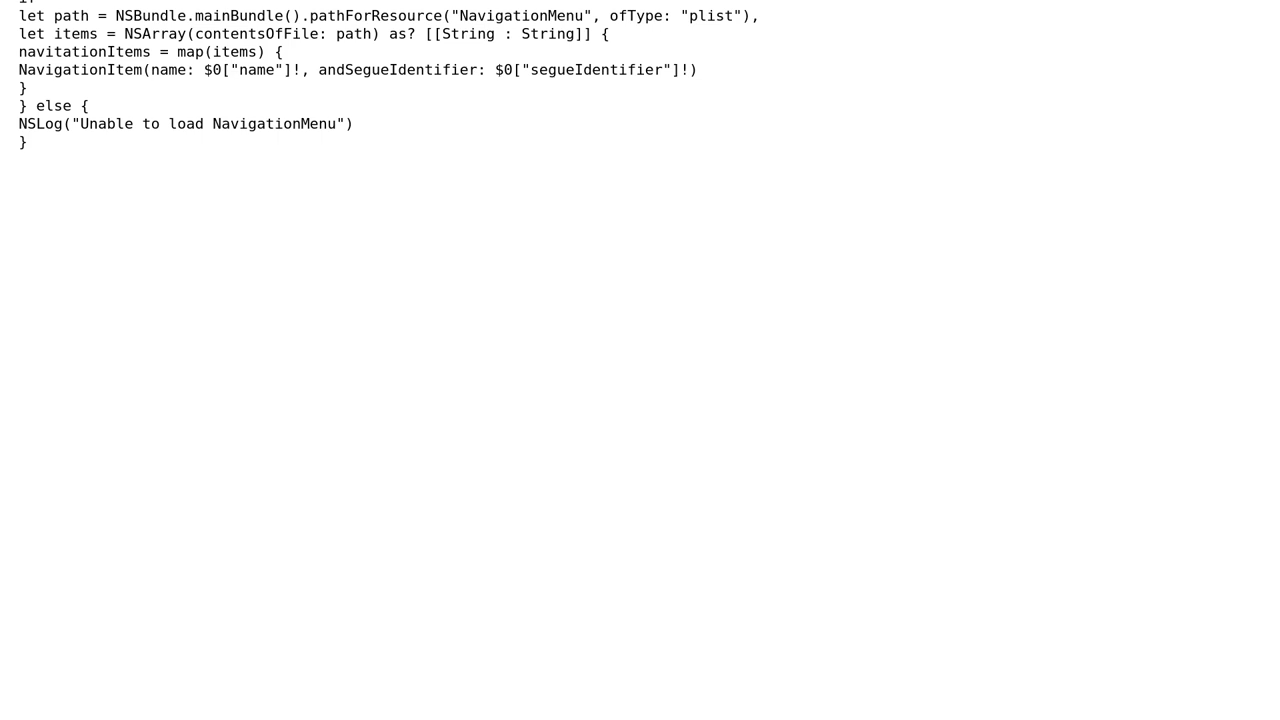 if
let path = NSBundle.mainBundle().pathForResource("NavigationMenu", ofType: "plist"),
let items = NSArray(contentsOfFile: path) as? [[String : String]] {
navitationItems = map(items) {
NavigationItem(name: $0["name"]!, andSegueIdentifier: $0["segueIdentifier"]!)
}
} else {
NSLog("Unable to load NavigationMenu")
}